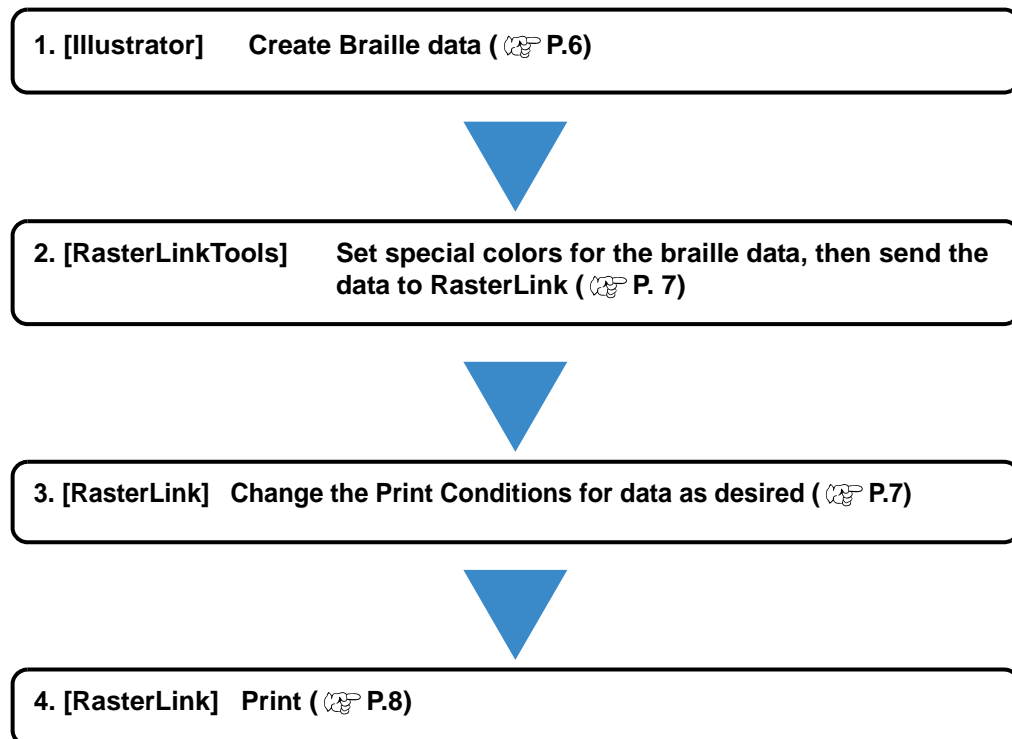 1. [Illustrator] Create Braille data ( P.6)
2. [RasterLinkTools] Set special colors for the braille data, then send the
data to RasterLink ( P. 7)
3. [RasterLink] Change the Print Conditions for data as desired ( P.7)
4. [RasterLink] Print ( P.8)